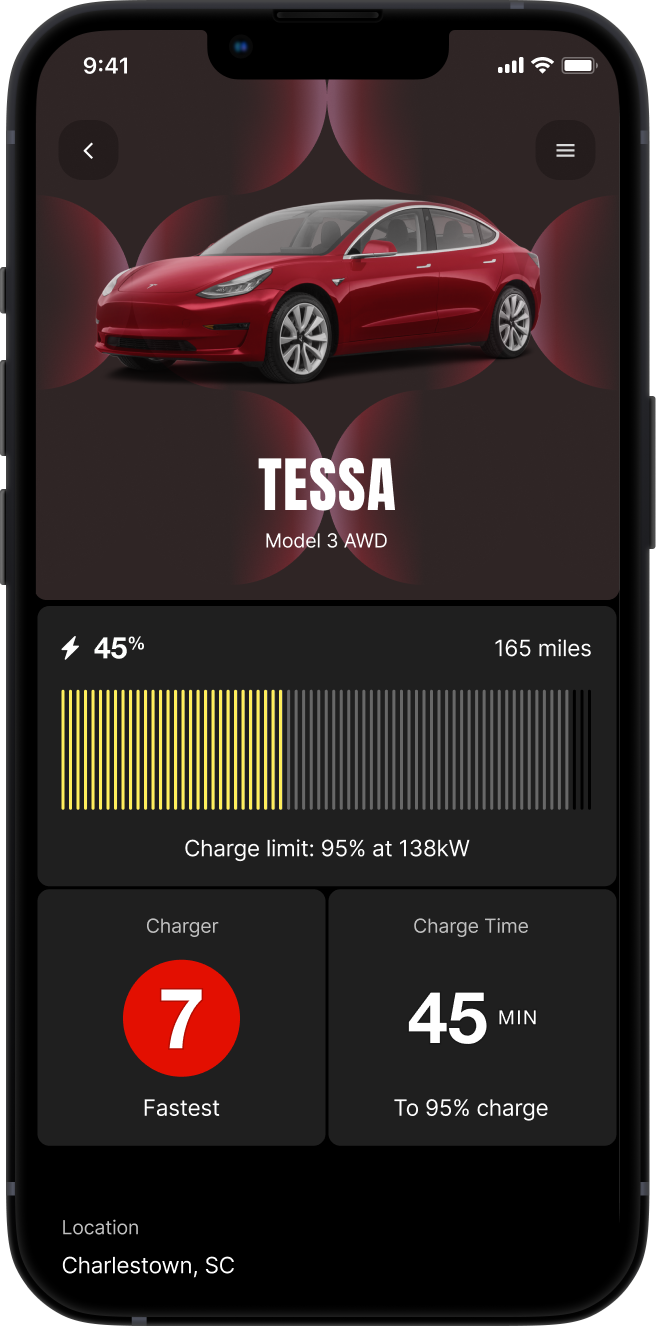 9:41
TESSA
Model 3 AWD
45%
165 miles
Charge limit: 95% at 138kW
Charger
Charge Time
7
45 MIN
Fastest
To 95% charge
Location
Charlestown, SC